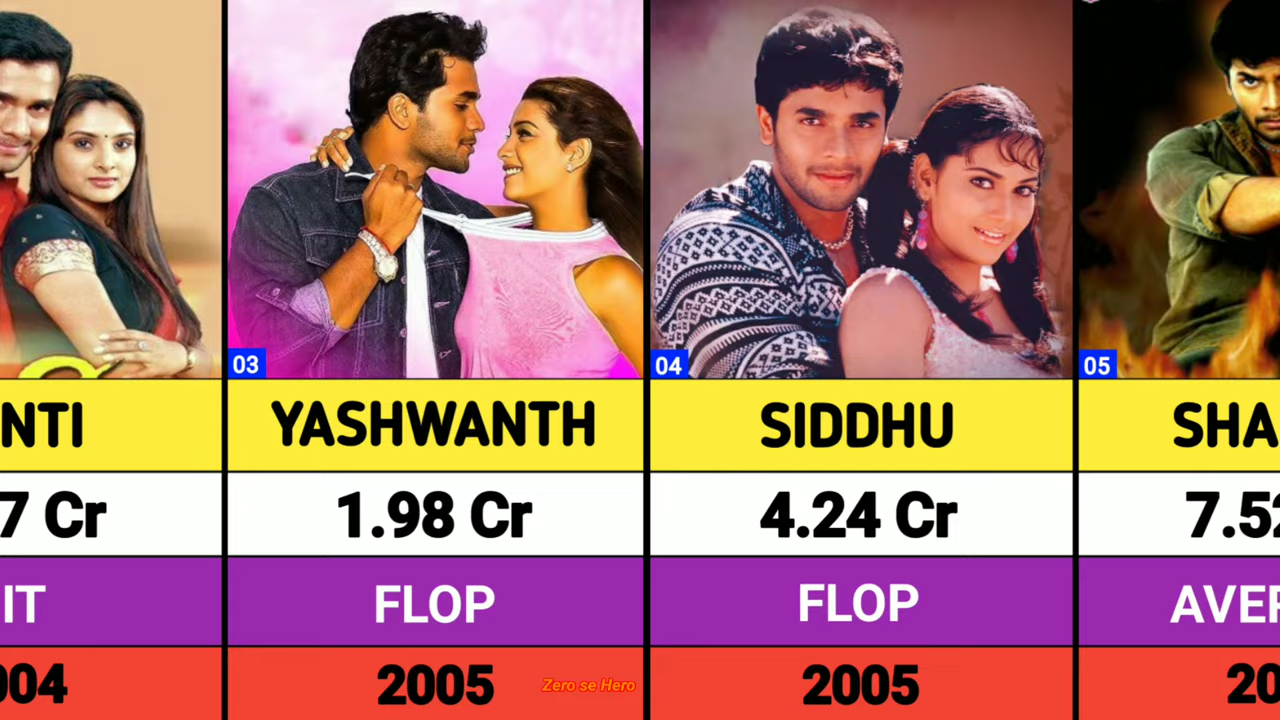 03
04
05
NTI
YASHWANTH
SIDDHU
SHA
7 Cr
1.98 Cr
4.24 Cr
7.52
IT
FLOP
FLOP
AVER
004
2005
Zero se Hero
2005
20